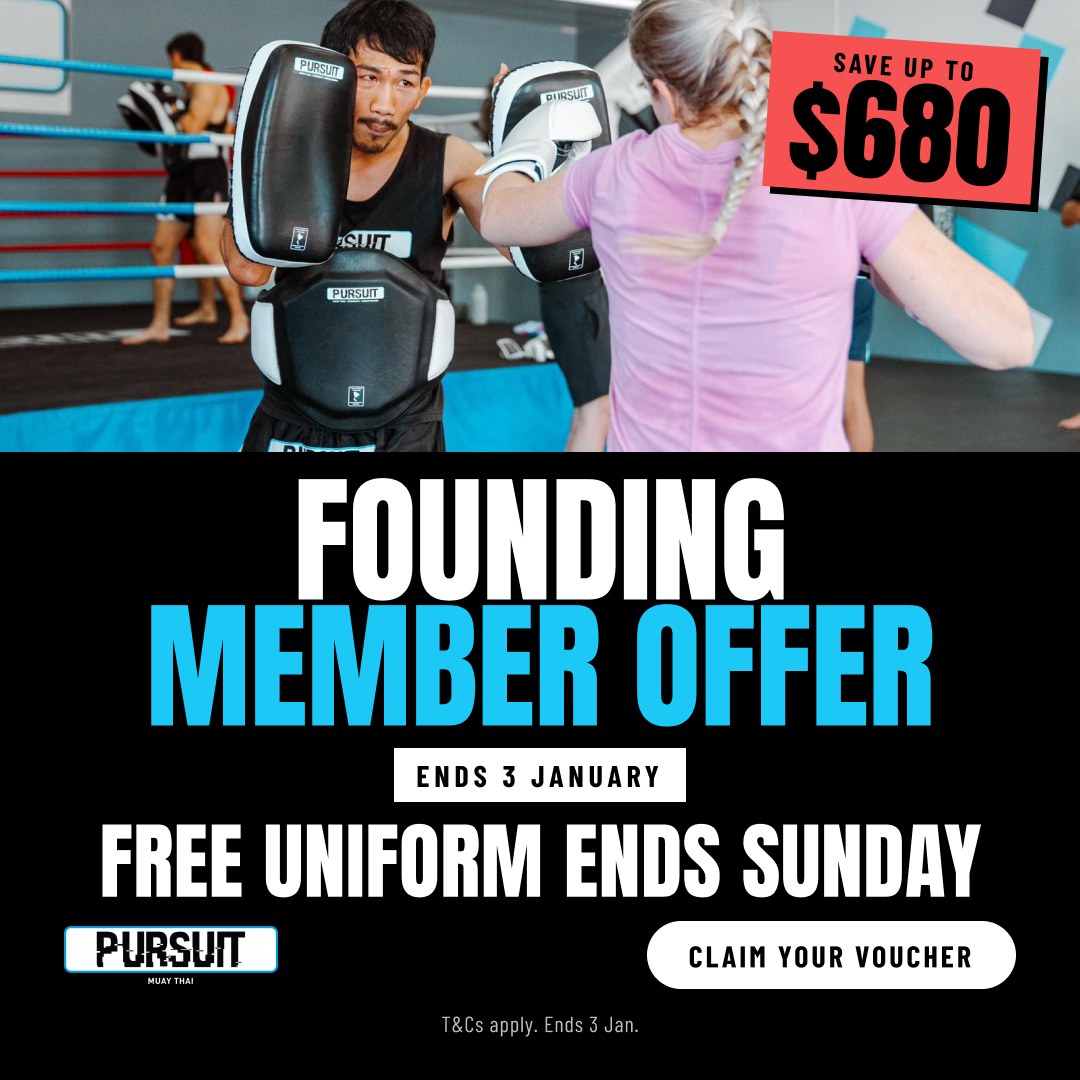 SAVE UP TO
$680
PURSUIT
PURSUIT
SUIT
PURSUIT
FOUNDING
MEMBER OFFER
ENDS 3 JANUARY
FREE UNIFORM ENDS SUNDAY
PURSUIT
MUAY THAI
CLAIM YOUR VOUCHER
T&Cs apply. Ends 3 Jan.